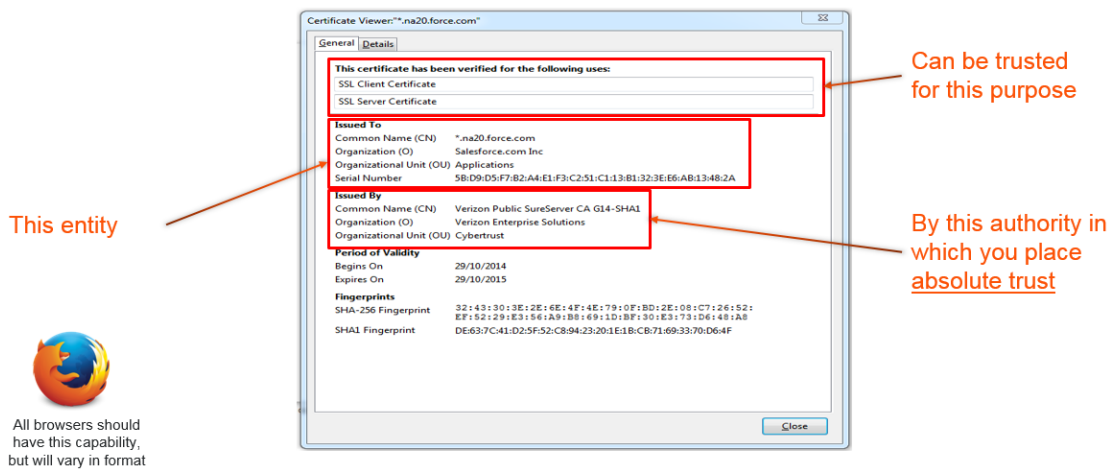 Certificate Viewer:"*.na20.force.com"
General Details
This certificate has been verified for the following uses:
SSL Client Certificate
SSL Server Certificate
Issued To
Common Name (CN) *.na20.force.com
Organization (O) Salesforce.com Inc
Organizational Unit (OU) Applications
Serial Number 5B:D9:D5:F7:B2:A4:E1:F3:C2:51:C1:13:B1:32:3E:E6:AB:13:48:2A
Issued By
Common Name (CN) Verizon Public SureServer CA G14-SHA1
Organization (O) Verizon Enterprise Solutions
Organizational Unit (OU) Cybertrust
Period of Validity
Begins On 29/10/2014
Expires On 29/10/2015
Fingerprints
SHA-256 Fingerprint 32:43:30:3E:2E:6E:4F:4E:79:0F:BD:2E:08:C7:26:52:
EF:52:29:E3:56:A9:B8:69:1D:BF:30:E3:73:D6:48:A8
SHA1 Fingerprint DE:63:7C:41:D2:5F:52:C8:94:23:20:1E:1B:CB:71:69:33:70:D6:4F
Close
Can be trusted
for this purpose
This entity
By this authority in
which you place
absolute trust
All browsers should
have this capability,
but will vary in format